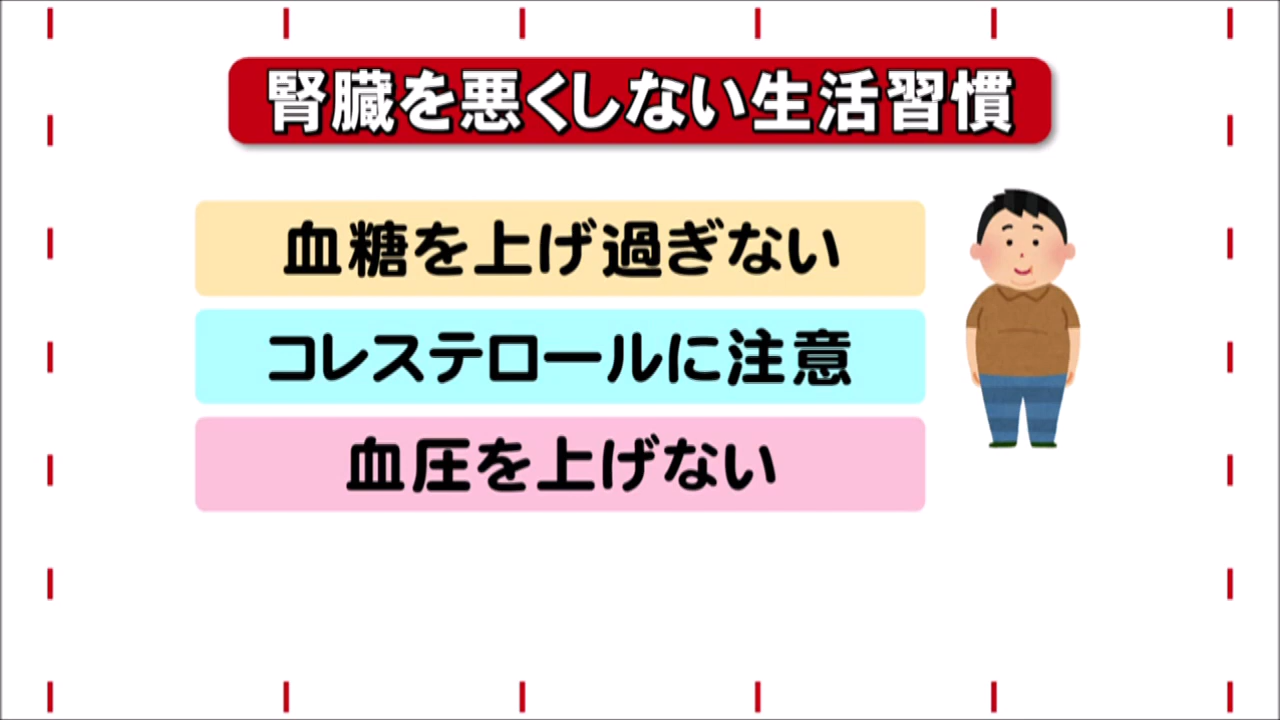 腎臓を悪くしない生活習慣
血糖を上げ過ぎない
コレステロールに注意
血圧を上げない